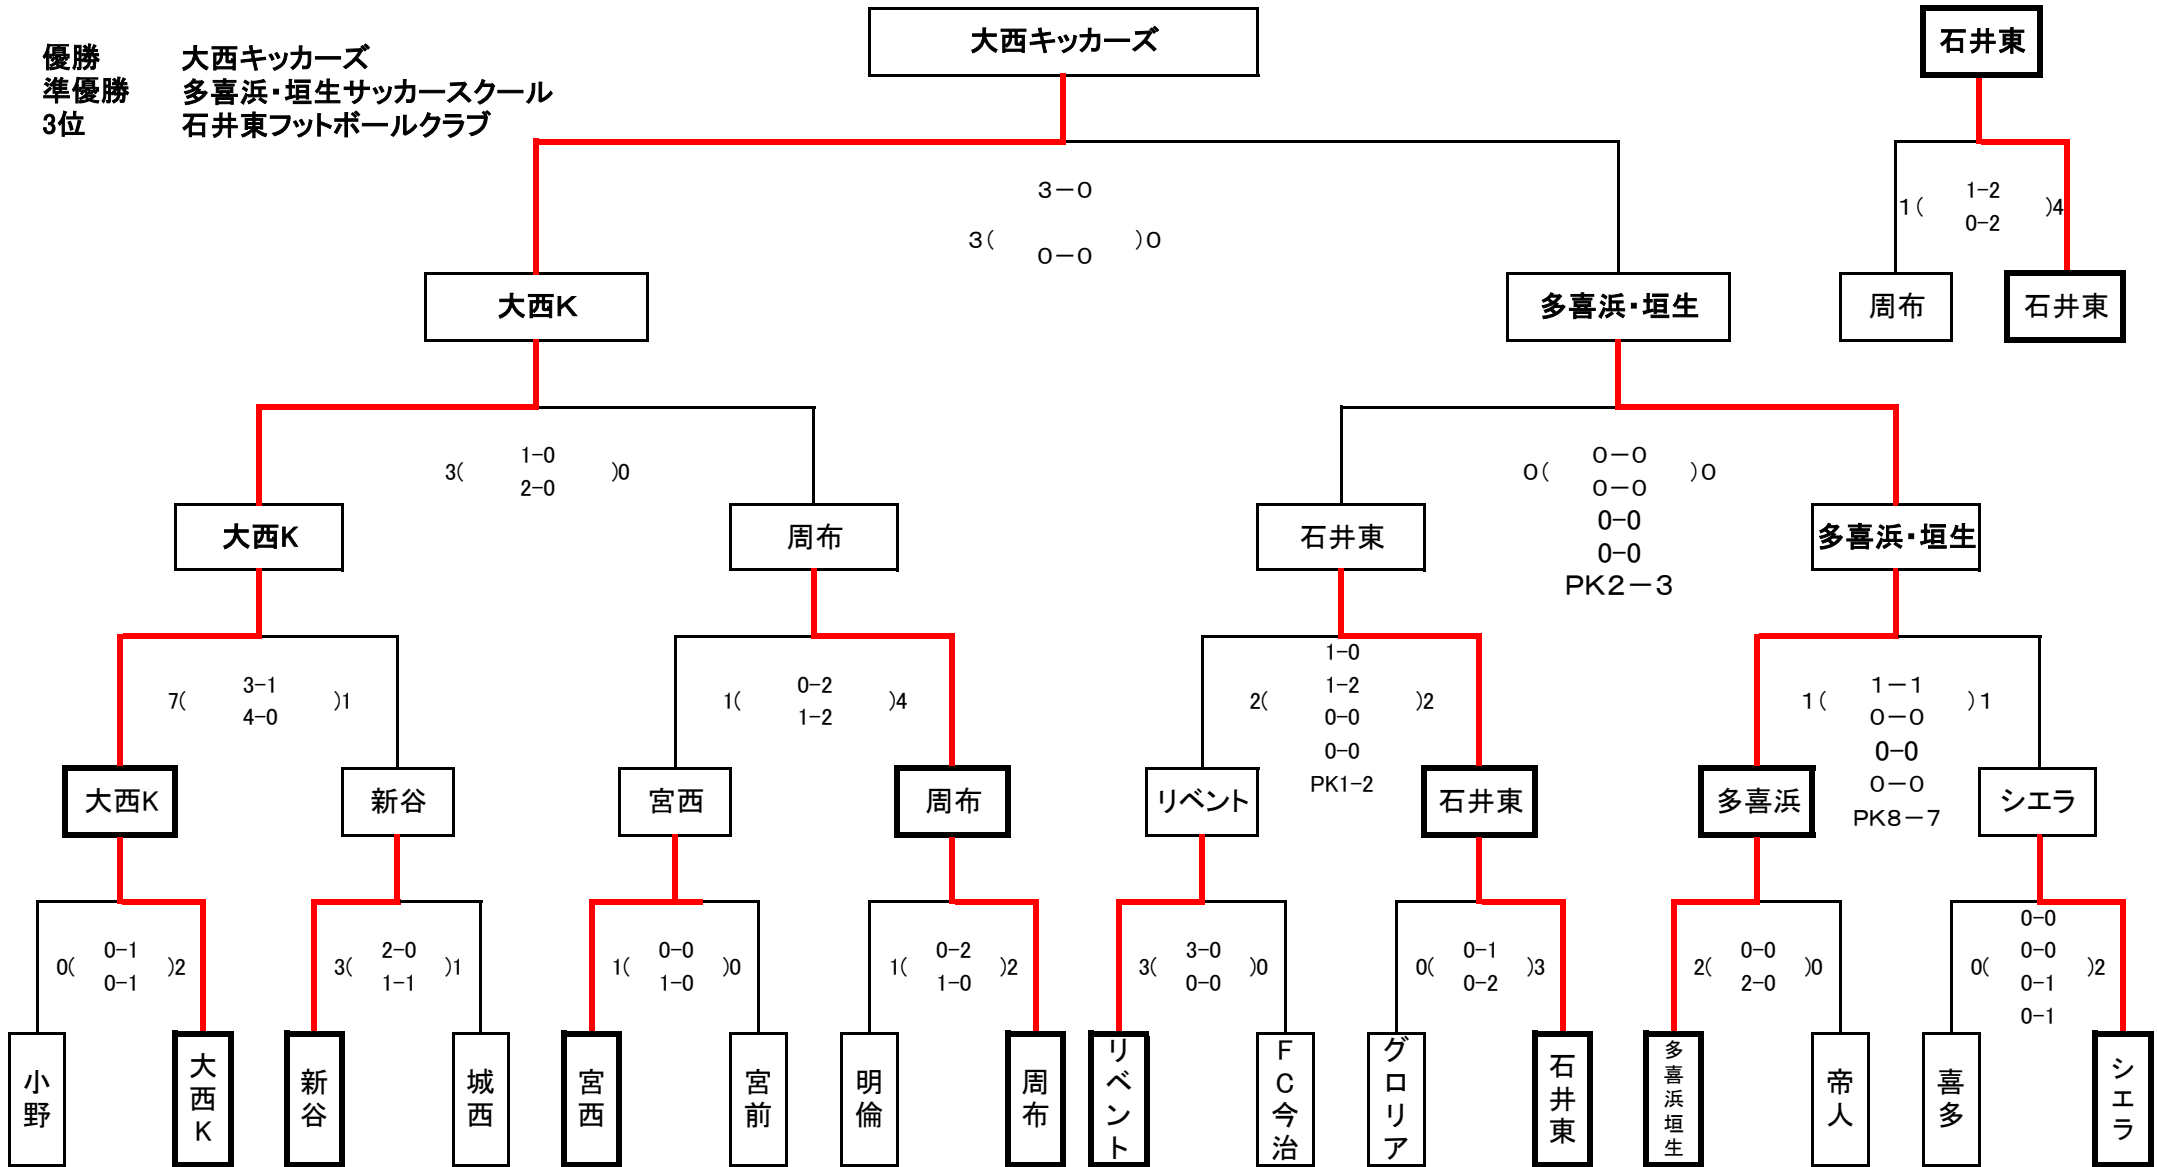 大西キッカーズ
石井東
優勝 大西キッカーズ
準優勝 多喜浜・垣生サッカースクール
3位 石井東フットボールクラブ
3－0
3( )0
0－0
1-2
1( )4
0-2
大西K
多喜浜・垣生
周布
石井東
1-0
3( )0
2-0
0－0
0( )0
0－0
0-0
0-0
PK2－3
大西K
周布
石井東
多喜浜・垣生
3-1
7( )1
4-0
0-2
1( )4
1-2
1-0
1-2
2( )2
0-0
0-0
PK1-2
1－1
1( )1
0－0
0-0
0－0
PK8－7
大西K
新谷
宮西
周布
リベント
石井東
多喜浜
シエラ
0-1
0( )2
0-1
2-0
3( )1
1-1
0-0
1( )0
1-0
0-2
1( )2
1-0
3-0
3( )0
0-0
0-1
0( )3
0-2
0-0
2( )0
2-0
0-0
0-0
0( )2
0-1
0-1
小野
大西K
新谷
城西
宮西
宮前
明倫
周布
リベント
FC今治
グロリア
石井東
多喜浜垣生
帝人
喜多
シエラ